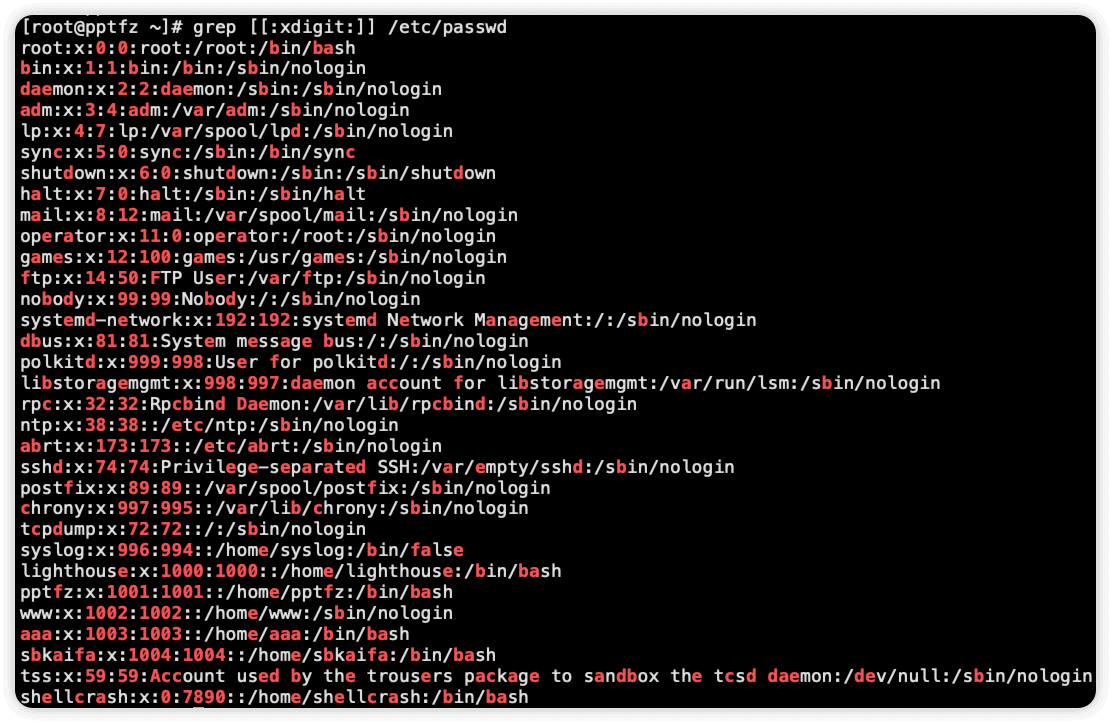 [root@pptfz ~]# grep [[:xdigit:]] /etc/passwd
root:x:0:0:root:/root:/bin/bash
bin:x:1:1:bin:/bin:/sbin/nologin
daemon:x:2:2:daemon:/sbin:/sbin/nologin
adm:x:3:4:adm:/var/adm:/sbin/nologin
lp:x:4:7:lp:/var/spool/lpd:/sbin/nologin
sync:x:5:0:sync:/sbin:/bin/sync
shutdown:x:6:0:shutdown:/sbin:/sbin/shutdown
halt:x:7:0:halt:/sbin:/sbin/halt
mail:x:8:12:mail:/var/spool/mail:/sbin/nologin
operator:x:11:0:operator:/root:/sbin/nologin
games:x:12:100:games:/usr/games:/sbin/nologin
ftp:x:14:50:FTP User:/var/ftp:/sbin/nologin
nobody:x:99:99:Nobody:/:/sbin/nologin
systemd-network:x:192:192:systemd Network Management:/:/sbin/nologin
dbus:x:81:81:System message bus:/:/sbin/nologin
polkitd:x:999:998:User for polkitd:/:/sbin/nologin
libstoragemgmt:x:998:997:daemon account for libstoragemgmt:/var/run/lsm:/sbin/nologin
rpc:x:32:32:Rpcbind Daemon:/var/lib/rpcbind:/sbin/nologin
ntp:x:38:38::/etc/ntp:/sbin/nologin
abrt:x:173:173::/etc/abrt:/sbin/nologin
sshd:x:74:74:Privilege-separated SSH:/var/empty/sshd:/sbin/nologin
postfix:x:89:89::/var/spool/postfix:/sbin/nologin
chrony:x:997:995::/var/lib/chrony:/sbin/nologin
tcpdump:x:72:72::/:/sbin/nologin
syslog:x:996:994::/home/syslog:/bin/false
lighthouse:x:1000:1000::/home/lighthouse:/bin/bash
pptfz:x:1001:1001::/home/pptfz:/bin/bash
www:x:1002:1002::/home/www:/sbin/nologin
aaa:x:1003:1003::/home/aaa:/bin/bash
sbkaifa:x:1004:1004::/home/sbkaifa:/bin/bash
tss:x:59:59:Account used by the trousers package to sandbox the tcsd daemon:/dev/null:/sbin/nologin
shellcrash:x:0:7890::/home/shellcrash:/bin/bash